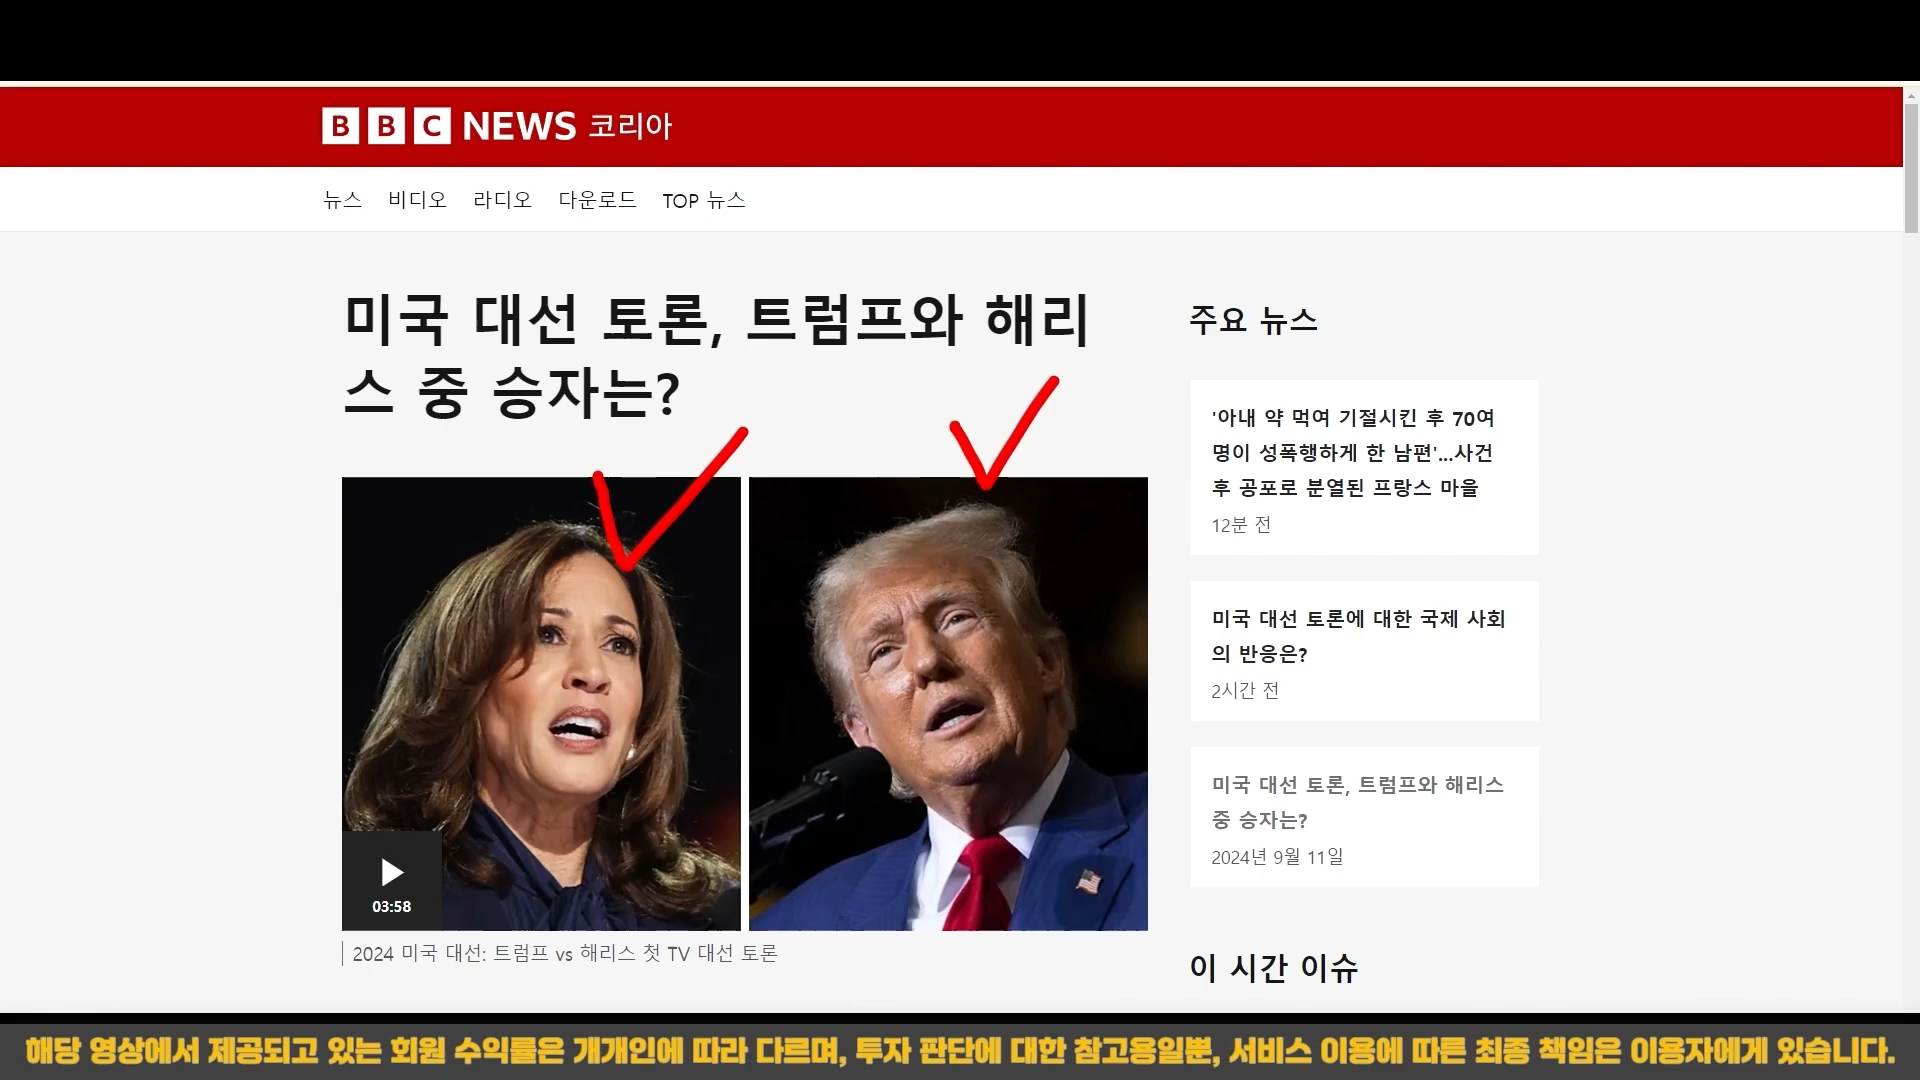 BBC NEWS 코리아
뉴스 비디오 라디오 다운로드 TOP 뉴스
미국 대선 토론, 트럼프와 해리
스 중 승자는?
03:58
2024 미국 대선: 트럼프 vs 해리스 첫 TV 대선 토론
주요 뉴스
'아내 약 먹여 기절시킨 후 70여
명이 성폭행하게 한 남편'...사건
후 공포로 분열된 프랑스 마을
12분 전
미국 대선 토론에 대한 국제 사회
의 반응은?
2시간 전
미국 대선 토론, 트럼프와 해리스
중 승자는?
2024년 9월 11일
이 시간 이슈
해당 영상에서 제공되고 있는 회원 수익률은 개개인에 따라 다르며, 투자 판단에 대한 참고용일뿐, 서비스 이용에 따른 최종 책임은 이용자에게 있습니다.